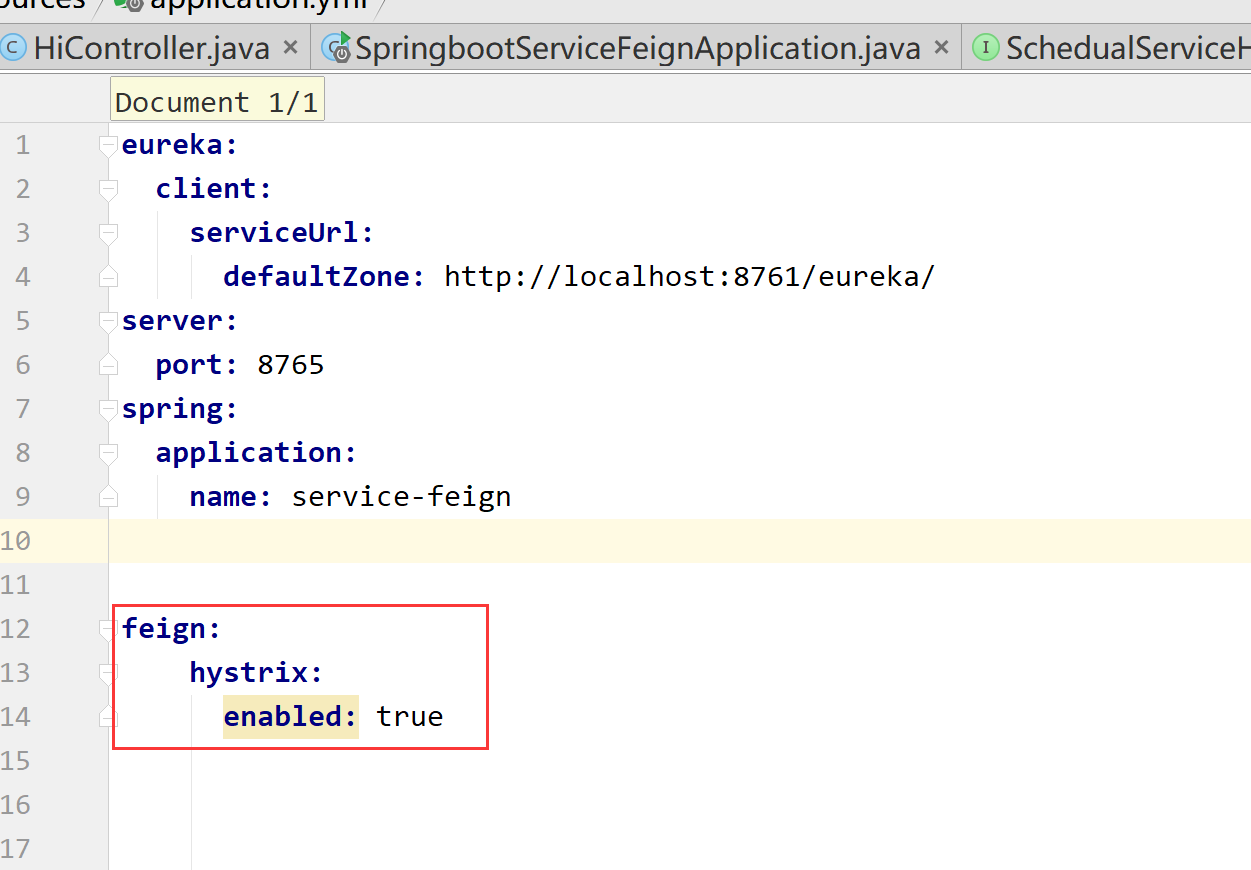 application.yml
HiController.java
SpringbootServiceFeignApplication.java
Document 1/1
1 eureka:
2   client:
3     serviceUrl:
4       defaultZone: http://localhost:8761/eureka/
5 server:
6   port: 8765
7 spring:
8   application:
9     name: service-feign
10
11
12 feign:
13     hystrix:
14       enabled: true
15
16
17